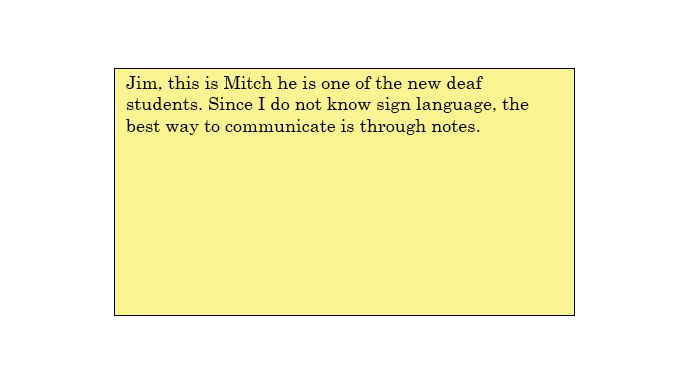 Jim, this is Mitch he is one of the new deaf
students. Since I do not know sign language, the
best way to communicate is through notes.